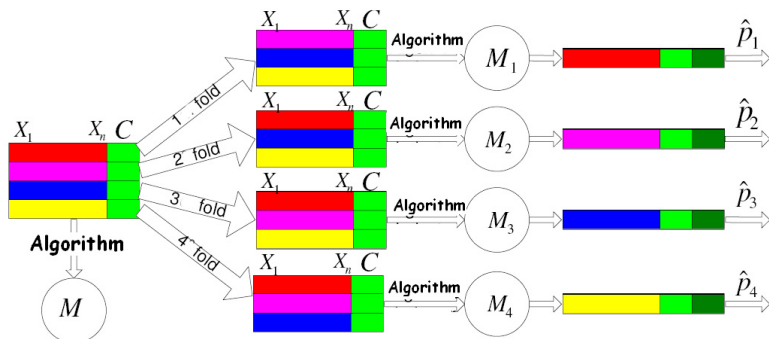 X₁ Xₙ C
Algorithm
M
1 . fold
2 fold
3 fold
4 fold
X₁ Xₙ C
Algorithm
M₁
p̂₁
X₁ Xₙ C
Algorithm
M₂
p̂₂
X₁ Xₙ C
Algorithm
M₃
p̂₃
X₁ Xₙ C
Algorithm
M₄
p̂₄